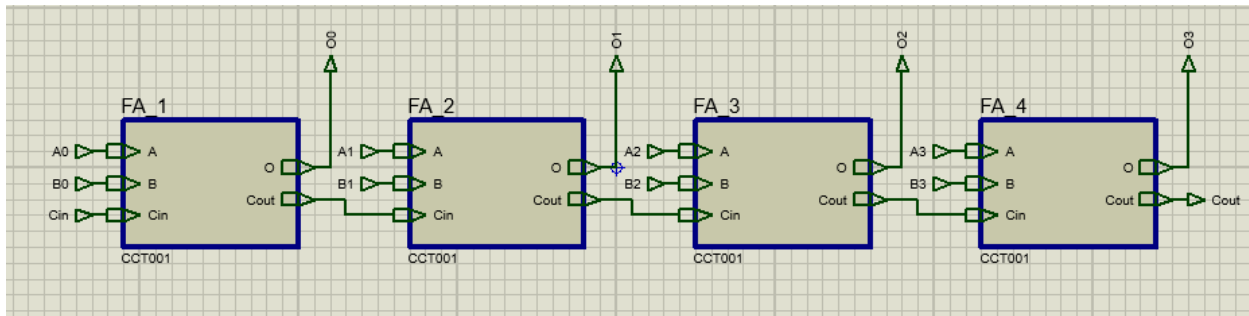 O0
O1
O2
O3
FA_1
FA_2
FA_3
FA_4
A0 A O
B0 B
Cin Cin Cout
A1 A O
B1 B
Cin Cout
A2 A O
B2 B
Cin Cout
A3 A O
B3 B
Cin Cout Cout
CCT001
CCT001
CCT001
CCT001